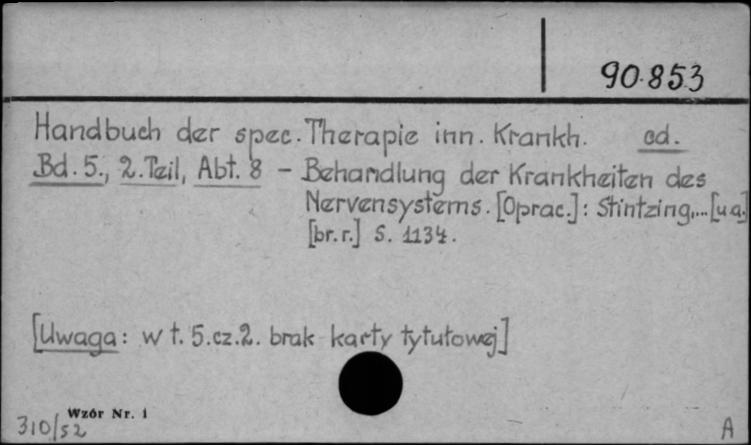 90.853
Handbuch der spec. Therapie inn. Krankh. cd.
Bd. 5., 2. Teil, Abt. 8 - Behandlung der Krankheiten des
Nervensystems. [Oprac.]: Stintzing,... [u a.]
[br. r.] S. 1134.
[Uwaga: w t. 5. cz. 2. brak karty tytułowej]
Wzór Nr. 1
310/52
A